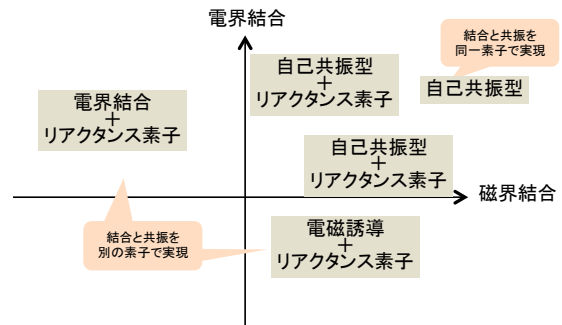 電界結合
結合と共振を
同一素子で実現
自己共振型
＋
リアクタンス素子
自己共振型
電界結合
＋
リアクタンス素子
自己共振型
＋
リアクタンス素子
磁界結合
結合と共振を
別の素子で実現
電磁誘導
＋
リアクタンス素子